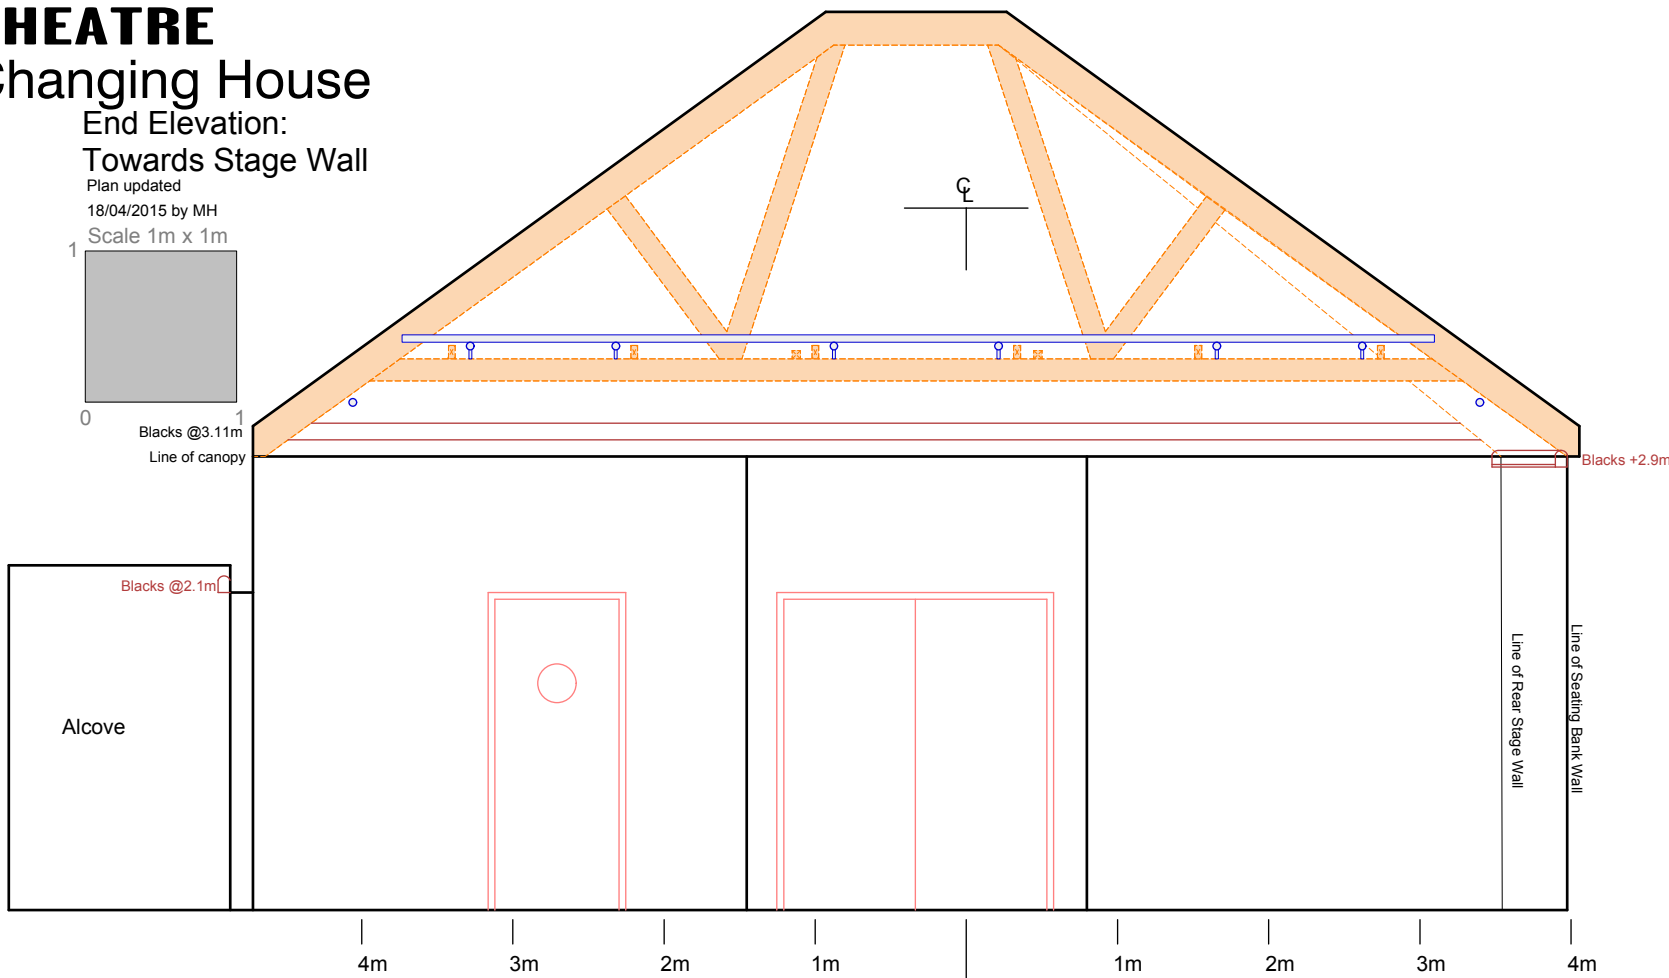 HEATRE
Changing House
End Elevation:
Towards Stage Wall
Plan updated
18/04/2015 by MH
Scale 1m x 1m
1
0 1
CL
Blacks @3.11m
Line of canopy
Blacks +2.9m
Blacks @2.1m
Alcove
Line of Rear Stage Wall
Line of Seating Bank Wall
4m 3m 2m 1m 1m 2m 3m 4m